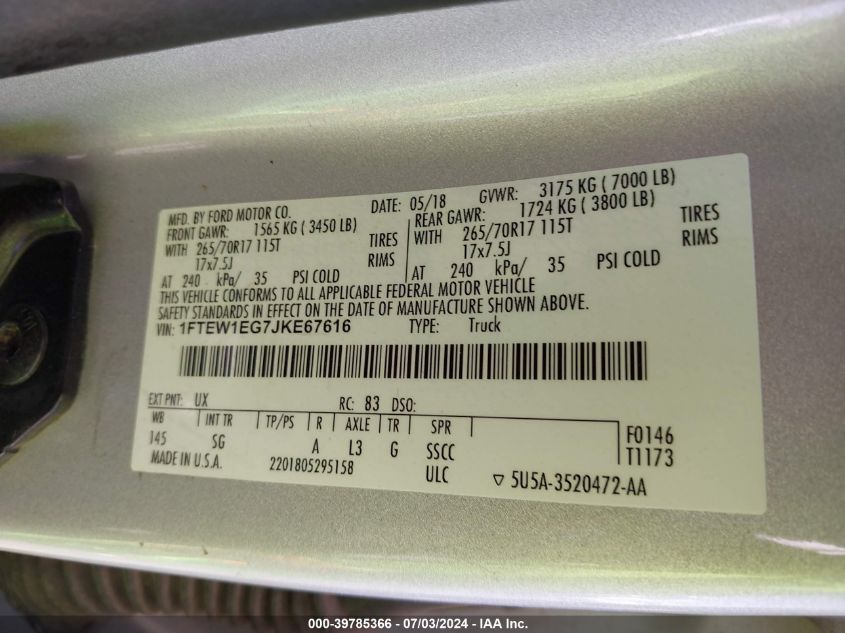 MFD. BY FORD MOTOR CO. DATE: 05/18 GVWR: 3175 KG ( 7000 LB)
FRONT GAWR: 1565 KG ( 3450 LB) REAR GAWR: 1724 KG ( 3800 LB)
WITH 265/70R17 115T TIRES WITH 265/70R17 115T TIRES
17x7.5J RIMS 17x7.5J RIMS
AT 240 kPa/ 35 PSI COLD AT 240 kPa/ 35 PSI COLD
THIS VEHICLE CONFORMS TO ALL APPLICABLE FEDERAL MOTOR VEHICLE
SAFETY STANDARDS IN EFFECT ON THE DATE OF MANUFACTURE SHOWN ABOVE.
VIN: 1FTEW1EG7JKE67616 TYPE: Truck
EXT PNT: UX RC: 83 DSO:
WB INT TR TP/PS R AXLE TR SPR
145 SG A L3 G SSCC F0146
MADE IN U.S.A. 2201805295158 ULC T1173
▽ 5U5A-3520472-AA
000-39785366 - 07/03/2024 - IAA Inc.